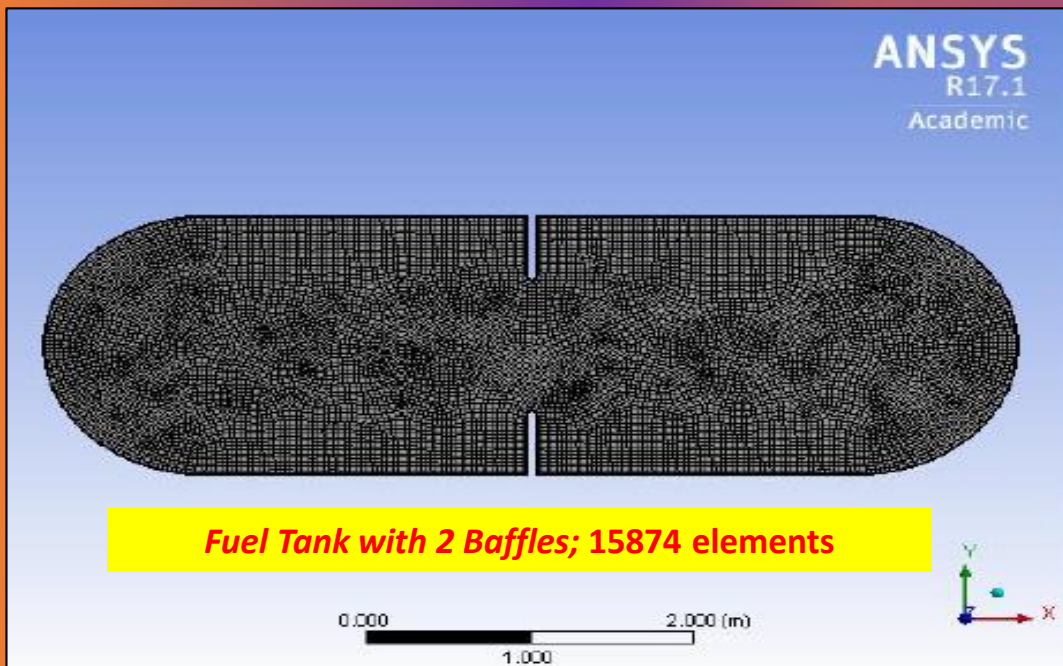 ANSYS
R17.1
Academic
Fuel Tank with 2 Baffles; 15874 elements
Y
X
Z
0.000 2.000 (m)
1.000